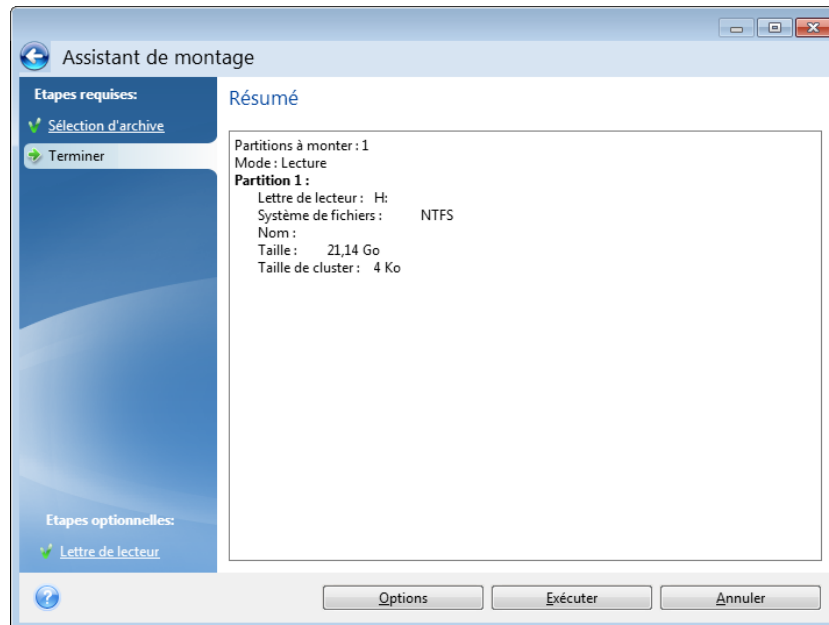 Assistant de montage
Etapes requises:
Sélection d'archive
Terminer
Résumé
Partitions à monter : 1
Mode : Lecture
Partition 1 :
Lettre de lecteur : H:
Système de fichiers : NTFS
Nom :
Taille : 21,14 Go
Taille de cluster : 4 Ko
Etapes optionnelles:
Lettre de lecteur
Options
Exécuter
Annuler